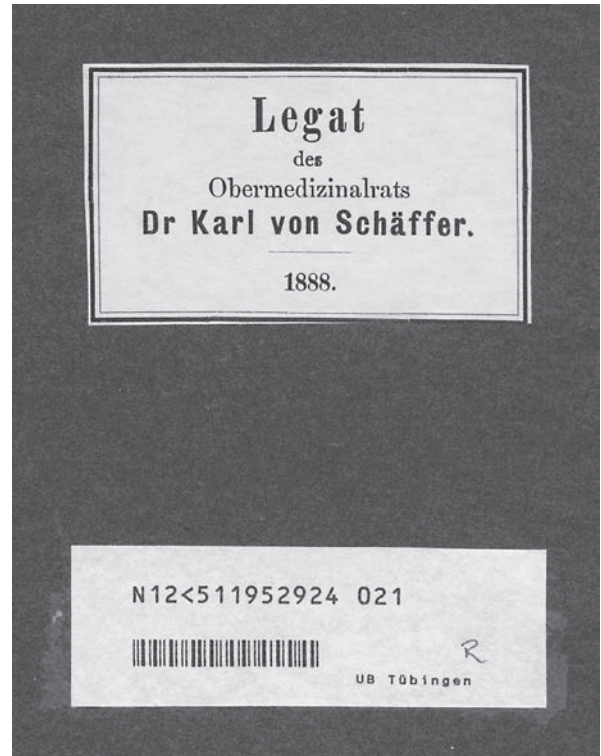 Legat
des
Obermedizinalrats
Dr Karl von Schäffer.
1888.
N12<511952924 021
R
UB Tübingen